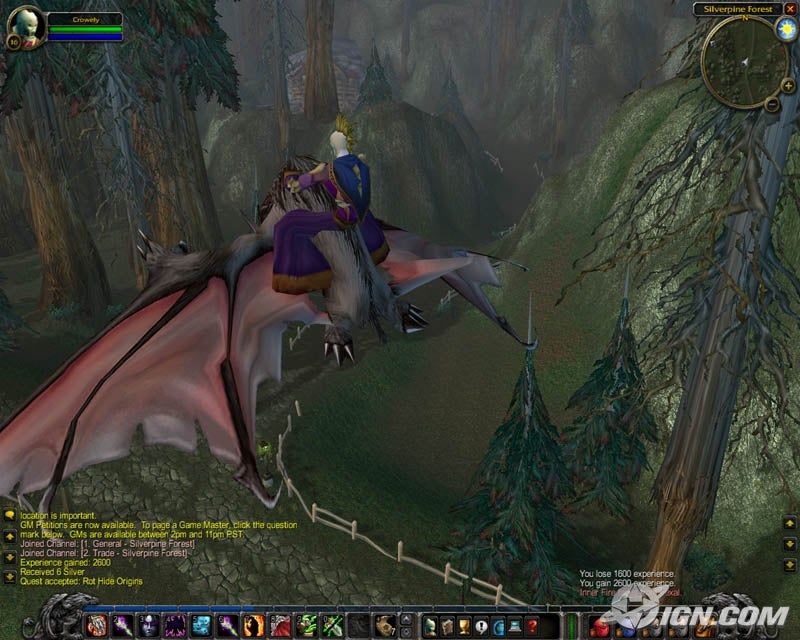 Crowely
10
Silverpine Forest
N
location is important.
GM Petitions are now available. To page a Game Master, click the question
mark below. GMs are available between 2pm and 11pm PST.
Joined Channel: [1. General - Silverpine Forest]
Joined Channel: [2. Trade - Silverpine Forest]
Experience gained: 2600
Received 6 Silver
Quest accepted: Rot Hide Origins
You lose 1600 experience.
You gain 2600 experience.
Inner Fire
IGN.COM